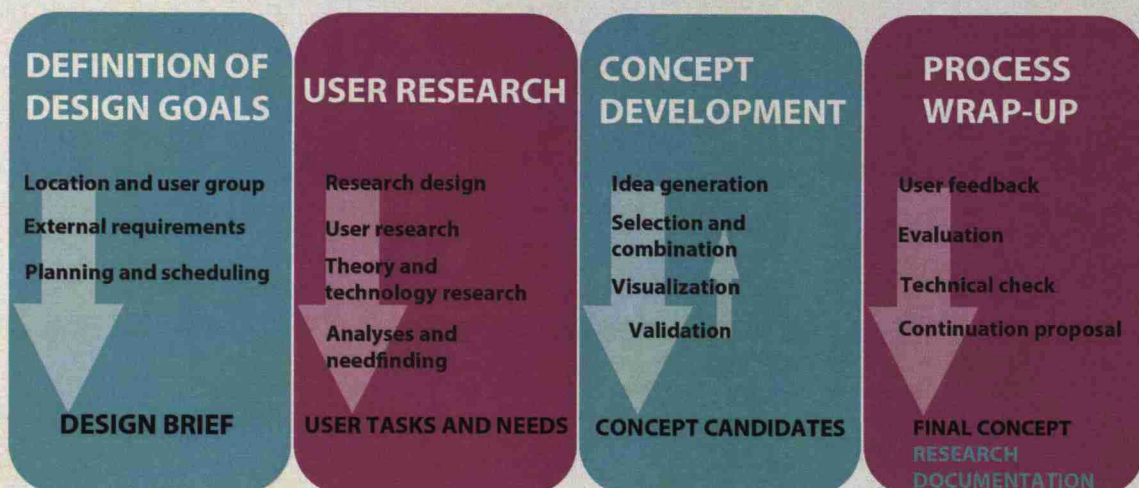 DEFINITION OF
DESIGN GOALS
Location and user group
External requirements
Planning and scheduling
DESIGN BRIEF
USER RESEARCH
Research design
User research
Theory and
technology research
Analyses and
needfinding
USER TASKS AND NEEDS
CONCEPT
DEVELOPMENT
Idea generation
Selection and
combination
Visualization
Validation
CONCEPT CANDIDATES
PROCESS
WRAP-UP
User feedback
Evaluation
Technical check
Continuation proposal
FINAL CONCEPT
RESEARCH
DOCUMENTATION